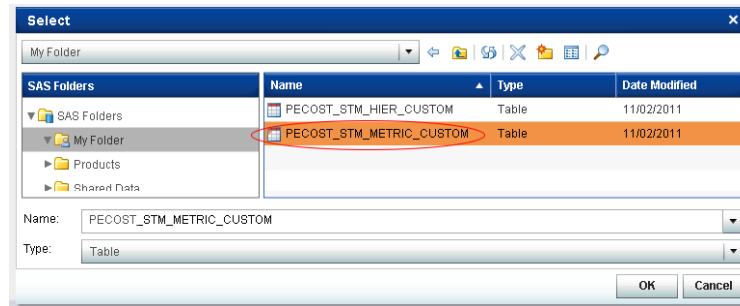 Select
My Folder
SAS Folders
Name Type Date Modified
SAS Folders
PECOST_STM_HIER_CUSTOM Table 11/02/2011
My Folder
PECOST_STM_METRIC_CUSTOM Table 11/02/2011
Products
Shared Data
Name: PECOST_STM_METRIC_CUSTOM
Type: Table
OK Cancel